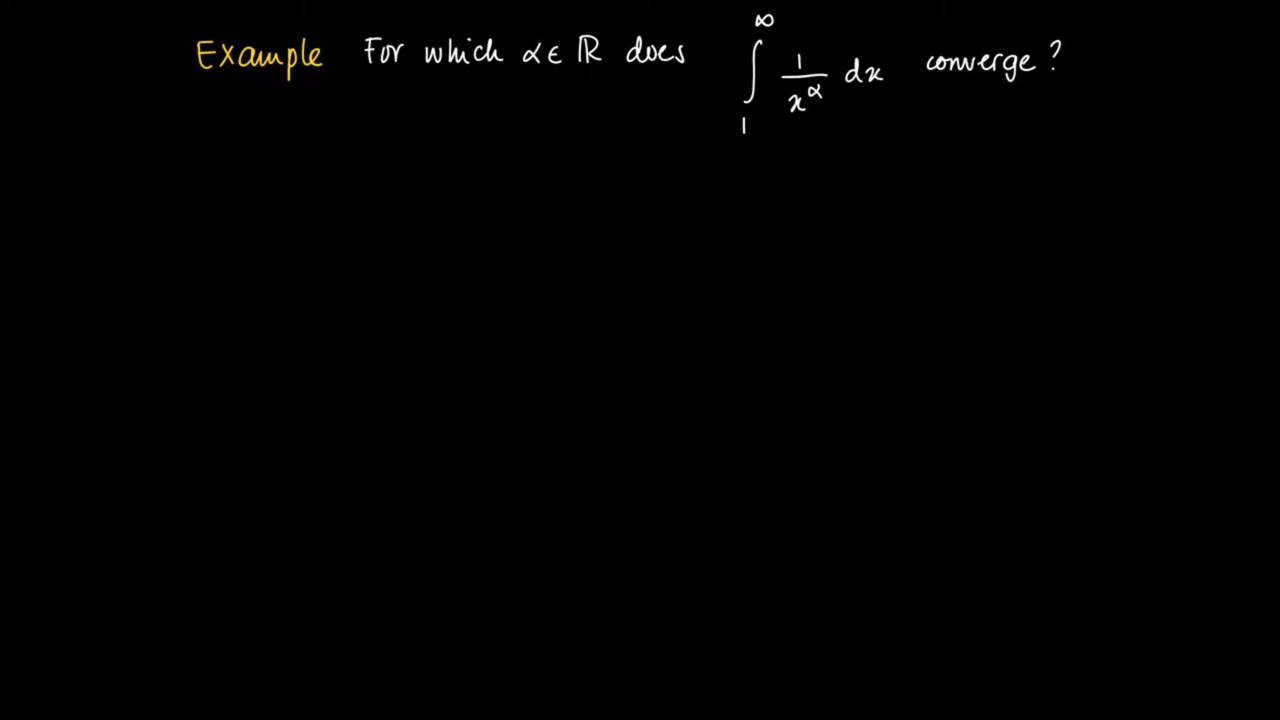 Example For which α ∈ ℝ does ∫₁^∞ 1/x^α dx converge?